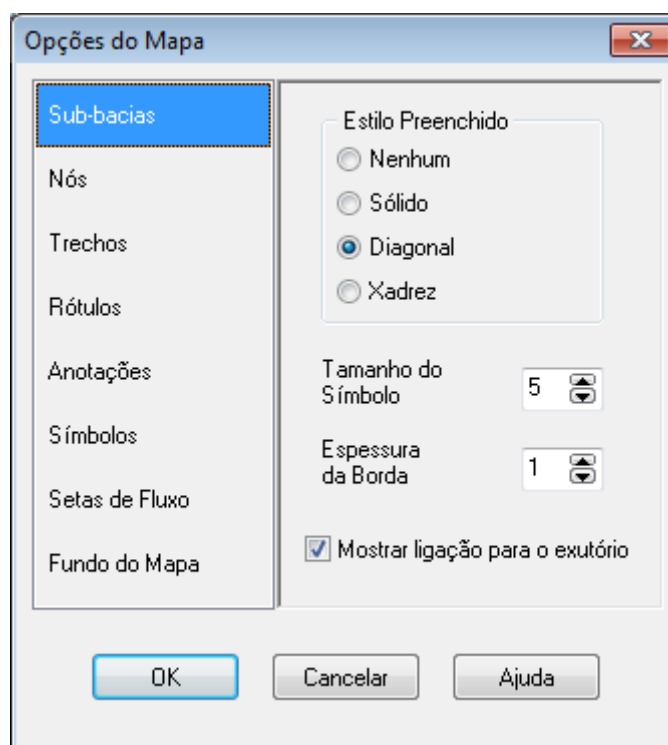 Opções do Mapa
Sub-bacias
Nós
Trechos
Rótulos
Anotações
Símbolos
Setas de Fluxo
Fundo do Mapa
Estilo Preenchido
Nenhum
Sólido
Diagonal
Xadrez
Tamanho do
Símbolo
5
Espessura
da Borda
1
Mostrar ligação para o exutório
OK
Cancelar
Ajuda